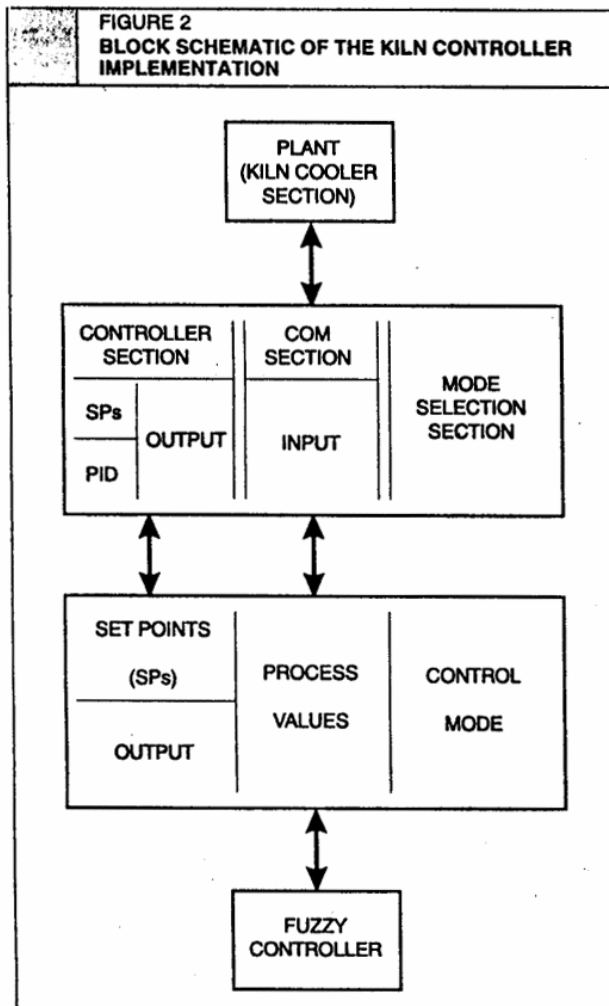 FIGURE 2
BLOCK SCHEMATIC OF THE KILN CONTROLLER
IMPLEMENTATION
PLANT
(KILN COOLER
SECTION)
CONTROLLER
SECTION
SPs
PID
OUTPUT
COM
SECTION
INPUT
MODE
SELECTION
SECTION
SET POINTS
(SPs)
OUTPUT
PROCESS
VALUES
CONTROL
MODE
FUZZY
CONTROLLER